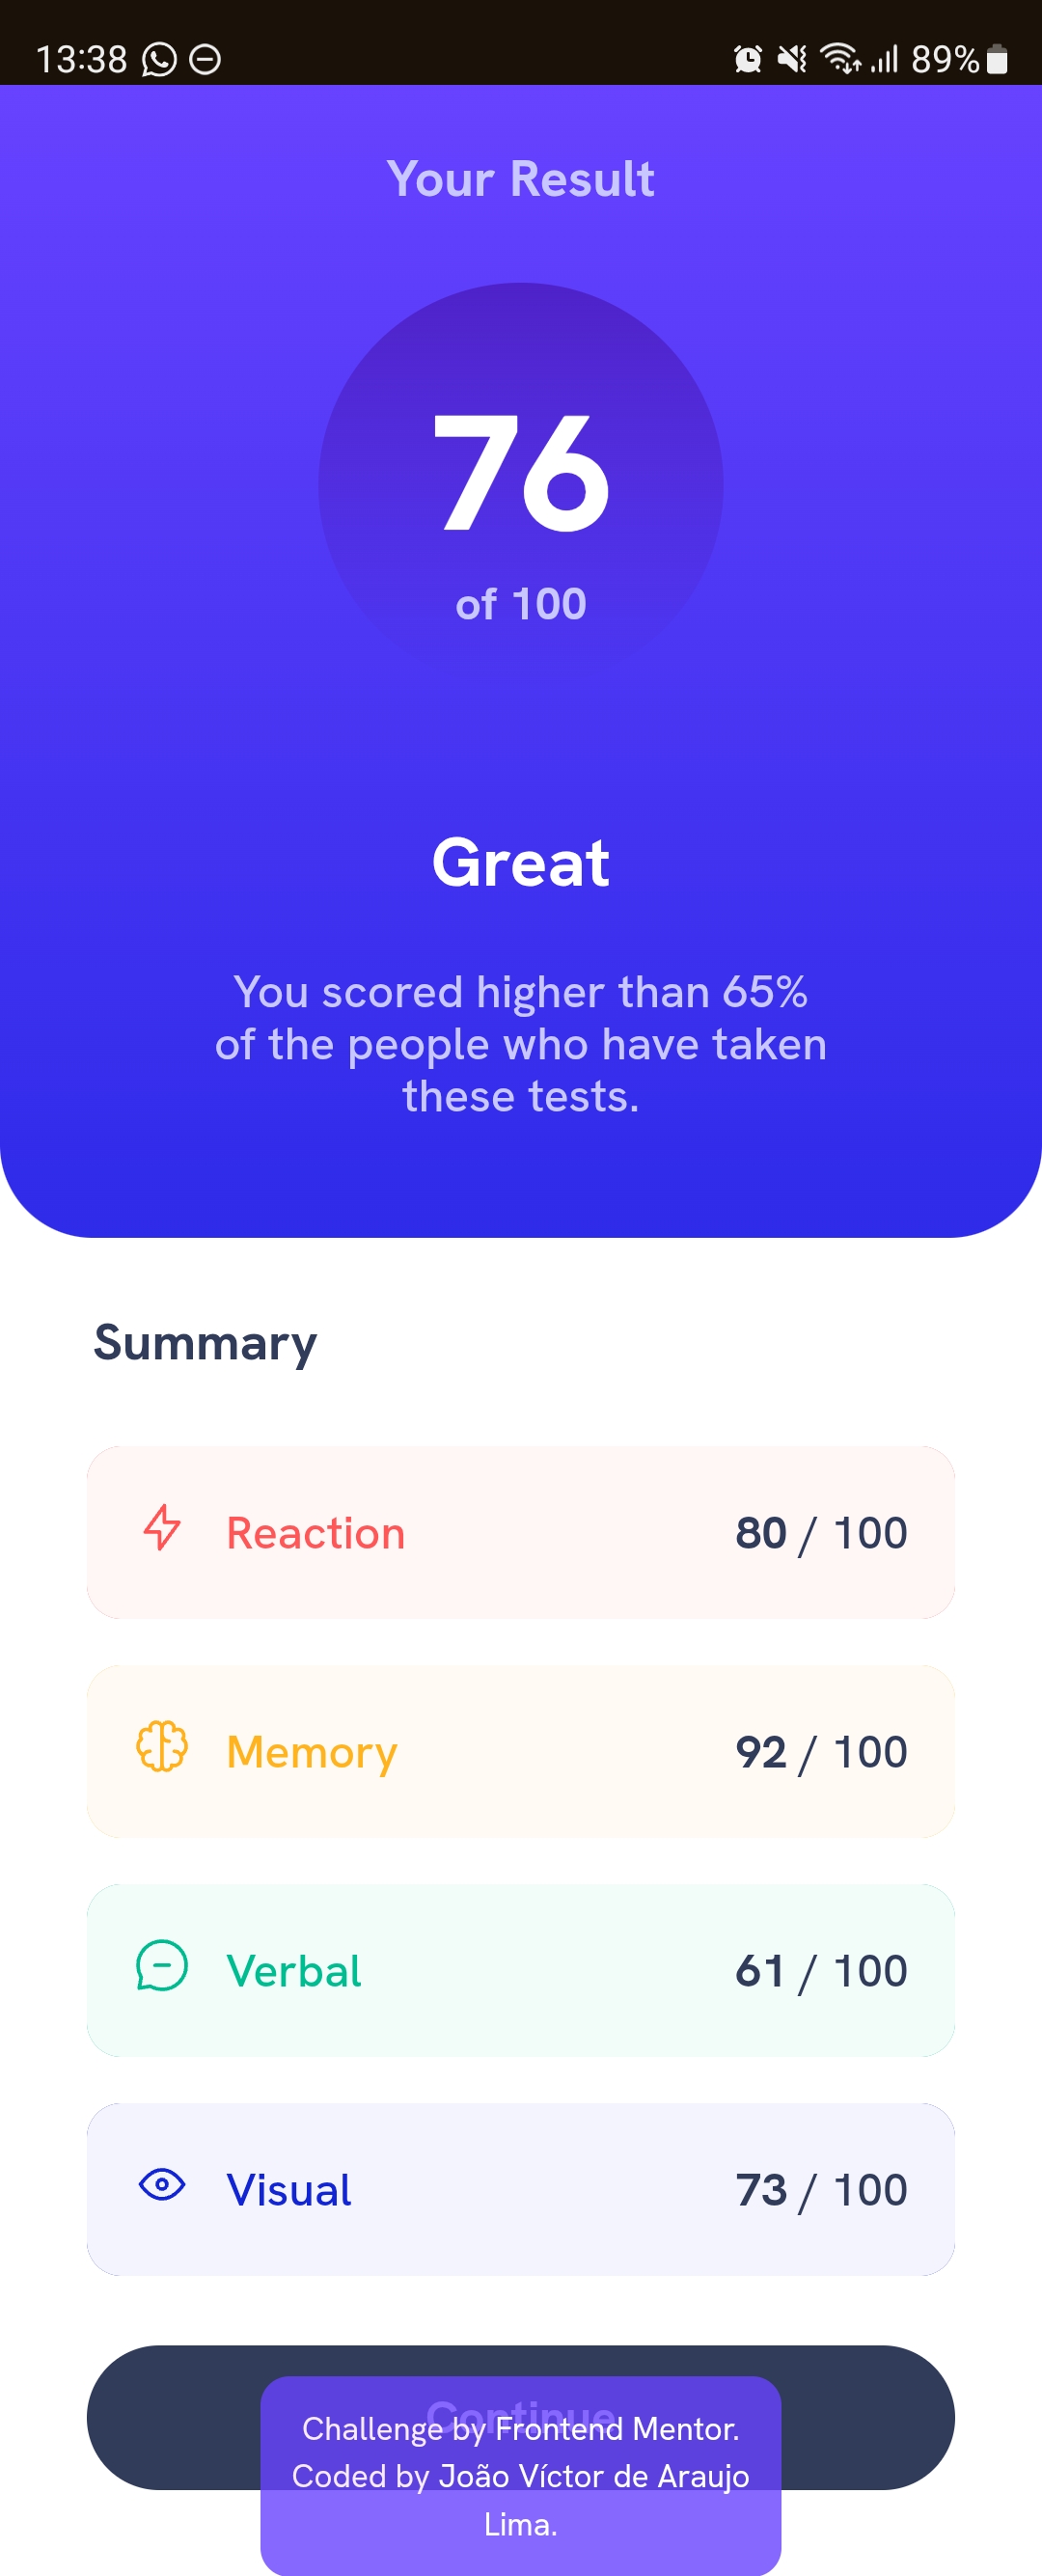 13:38 89%
Your Result
76
of 100
Great
You scored higher than 65%
of the people who have taken
these tests.
Summary
Reaction 80 / 100
Memory 92 / 100
Verbal 61 / 100
Visual 73 / 100
Continue
Challenge by Frontend Mentor.
Coded by João Víctor de Araujo
Lima.